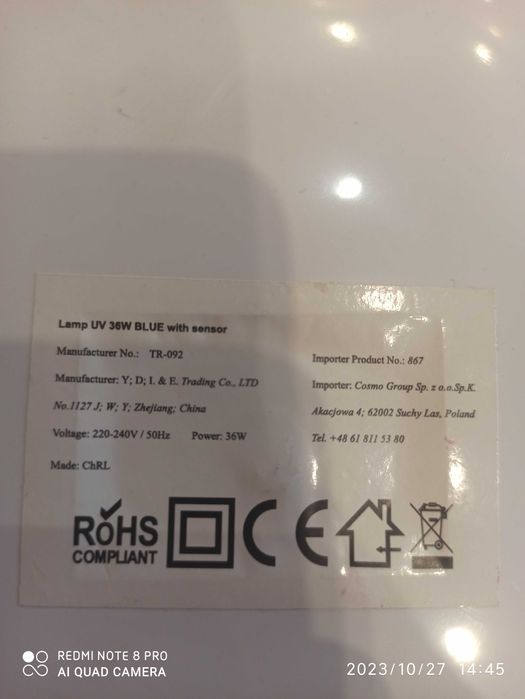 Lamp UV 36W BLUE with sensor
Manufacturer No.: TR-092
Manufacturer: Y; D; I. & E. Trading Co., LTD
No.1127 J; W; Y; Zhejiang; China
Voltage: 220-240V / 50Hz Power: 36W
Made: ChRL
Importer Product No.: 867
Importer: Cosmo Group Sp. z o.o.Sp.K.
Akacjowa 4; 62002 Suchy Las, Poland
Tel. +48 61 811 53 80
RoHS
COMPLIANT
CE
REDMI NOTE 8 PRO
AI QUAD CAMERA
2023/10/27 14:45